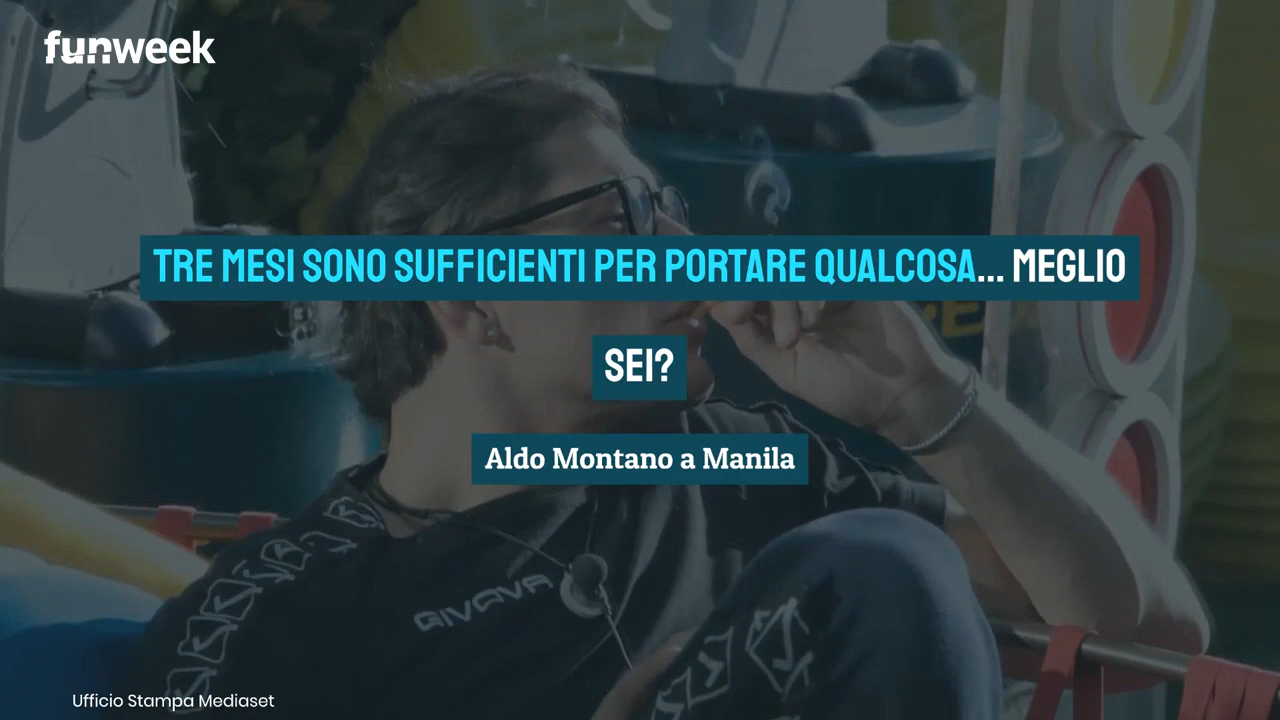 funweek
TRE MESI SONO SUFFICIENTI PER PORTARE QUALCOSA... MEGLIO
SEI?
Aldo Montano a Manila
GIVOVA
Ufficio Stampa Mediaset